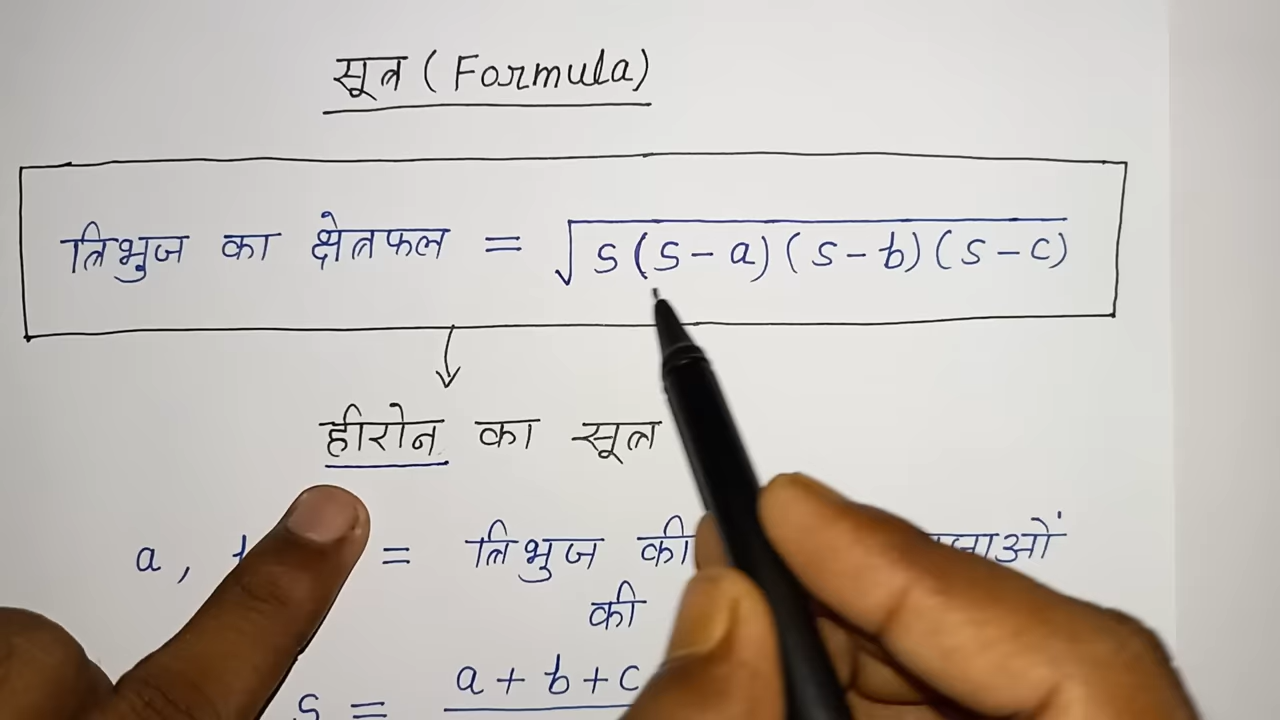 सूत्र (Formula)
त्रिभुज का क्षेत्रफल = √s(s-a)(s-b)(s-c)
हीरोन का सूत्र
a, = त्रिभुज की
की
s = a+b+c